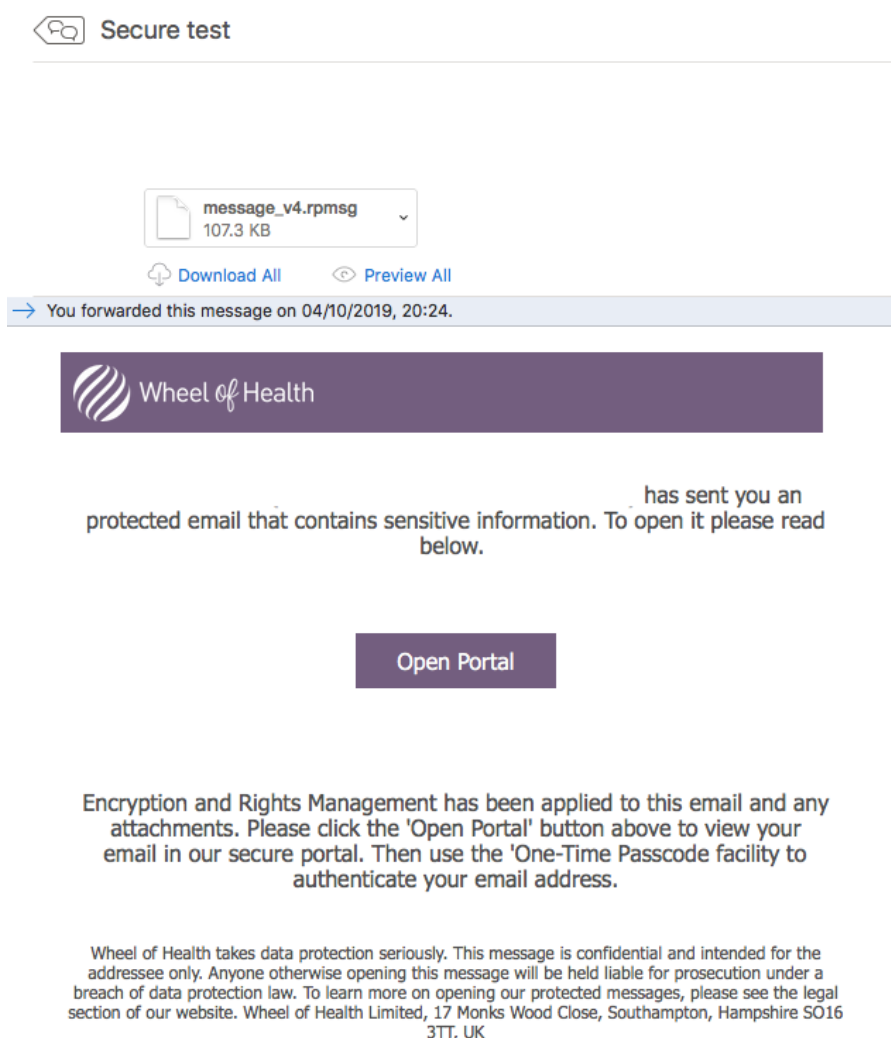 Secure test
message_v4.rpmsg
107.3 KB
Download All Preview All
You forwarded this message on 04/10/2019, 20:24.
Wheel of Health
has sent you an
protected email that contains sensitive information. To open it please read
below.
Open Portal
Encryption and Rights Management has been applied to this email and any
attachments. Please click the 'Open Portal' button above to view your
email in our secure portal. Then use the 'One-Time Passcode facility to
authenticate your email address.
Wheel of Health takes data protection seriously. This message is confidential and intended for the
addressee only. Anyone otherwise opening this message will be held liable for prosecution under a
breach of data protection law. To learn more on opening our protected messages, please see the legal
section of our website. Wheel of Health Limited, 17 Monks Wood Close, Southampton, Hampshire SO16
3TT, UK